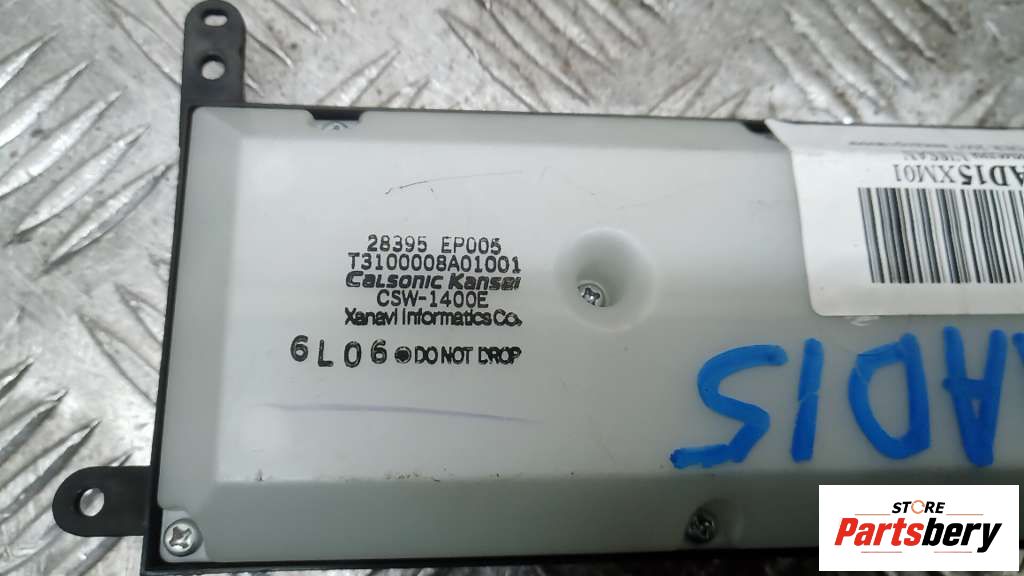 28395 EP005
T3100008A01001
Calsonic Kansei
CSW-1400E
Xanavi Informatics Co.
6L06 DO NOT DROP
AD15XM01
AD15
STORE
Partsbery